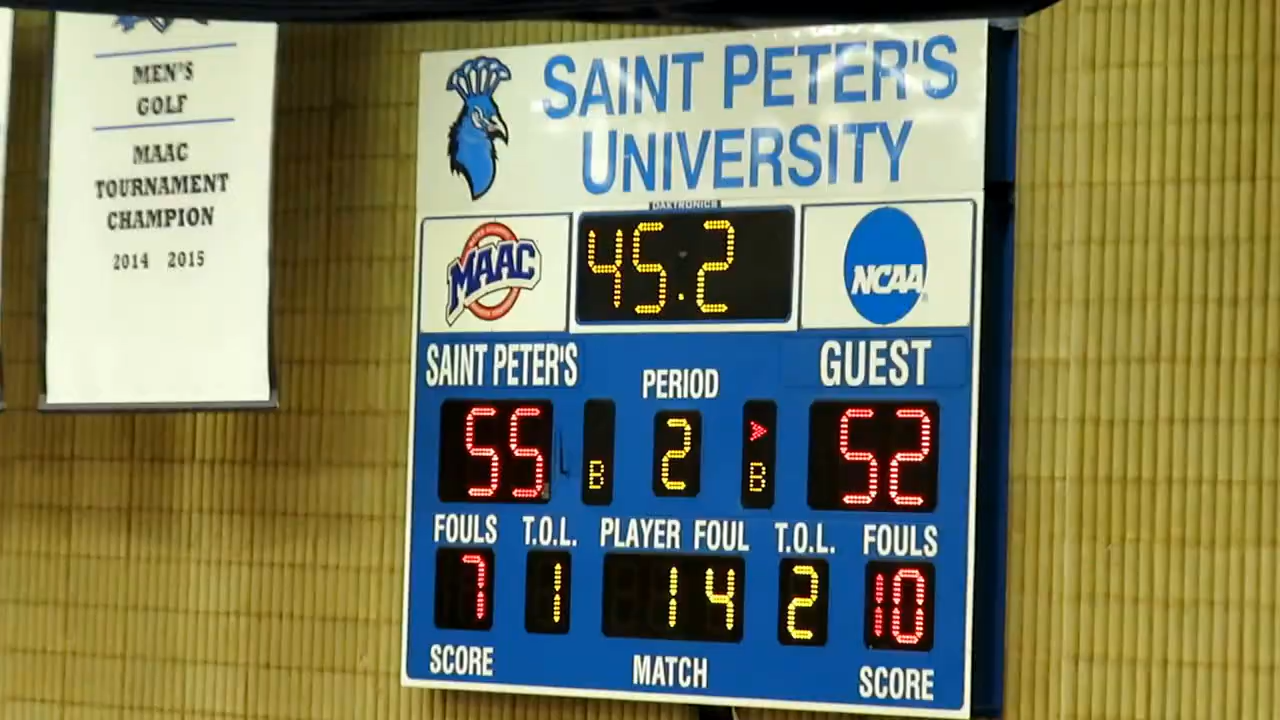 MEN'S
GOLF
MAAC
TOURNAMENT
CHAMPION
2014 2015
SAINT PETER'S
UNIVERSITY
DAKTRONICS
MAAC
45.2
NCAA
SAINT PETER'S
PERIOD
GUEST
55
B
2
B
52
FOULS
T.O.L.
PLAYER FOUL
T.O.L.
FOULS
7
1
14
2
10
SCORE
MATCH
SCORE